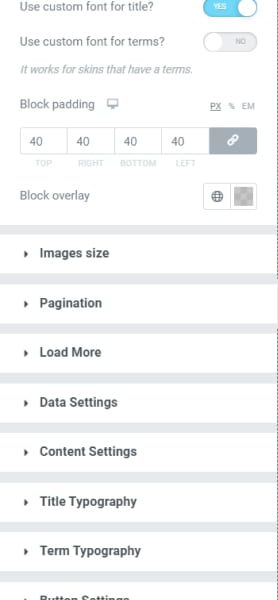 Use custom font for title?
YES
Use custom font for terms?
NO
It works for skins that have a terms.
Block padding
PX % EM
40 40 40 40
TOP RIGHT BOTTOM LEFT
Block overlay
Images size
Pagination
Load More
Data Settings
Content Settings
Title Typography
Term Typography
Button Settings